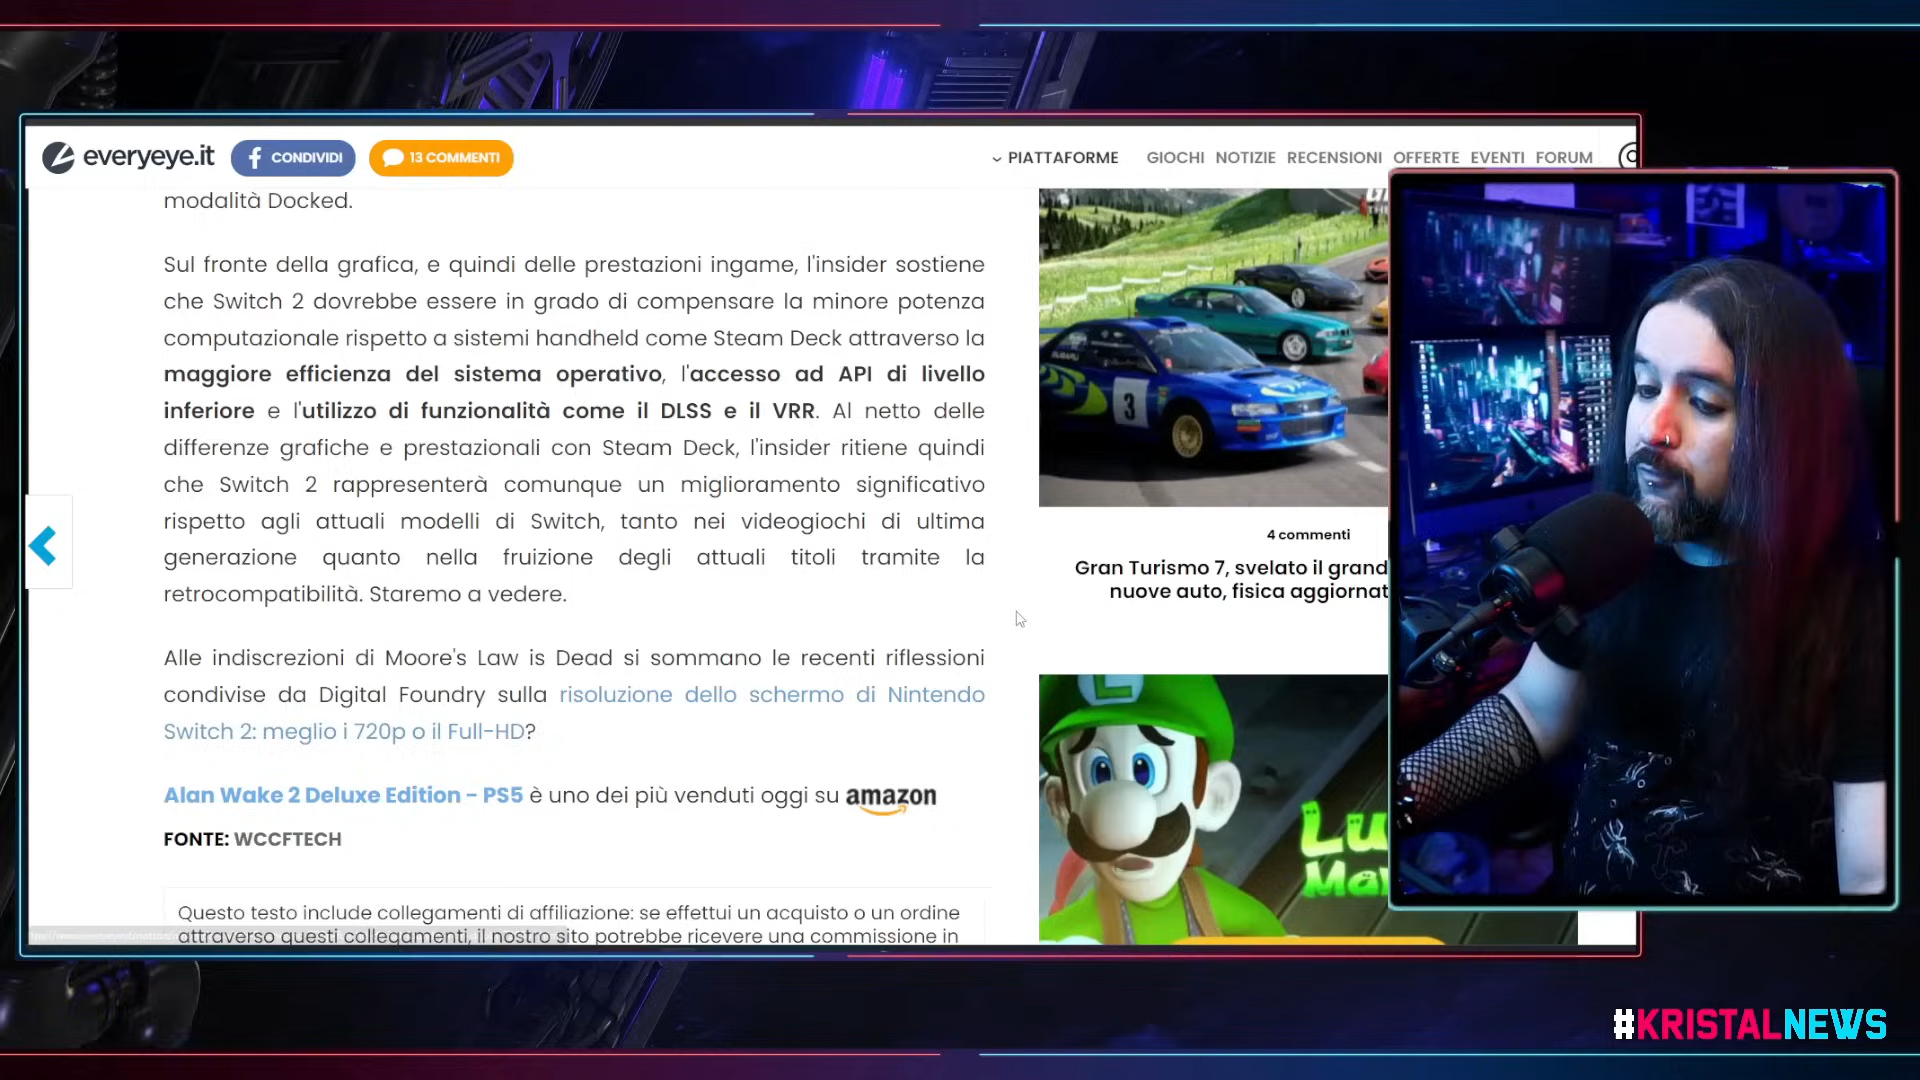 everyeye.it
CONDIVIDI
13 COMMENTI
PIATTAFORME
GIOCHI
NOTIZIE
RECENSIONI
OFFERTE
EVENTI
FORUM
modalità Docked.
Sul fronte della grafica, e quindi delle prestazioni ingame, l'insider sostiene
che Switch 2 dovrebbe essere in grado di compensare la minore potenza
computazionale rispetto a sistemi handheld come Steam Deck attraverso la
maggiore efficienza del sistema operativo, l'accesso ad API di livello
inferiore e l'utilizzo di funzionalità come il DLSS e il VRR. Al netto delle
differenze grafiche e prestazionali con Steam Deck, l'insider ritiene quindi
che Switch 2 rappresenterà comunque un miglioramento significativo
rispetto agli attuali modelli di Switch, tanto nei videogiochi di ultima
generazione quanto nella fruizione degli attuali titoli tramite la
retrocompatibilità. Staremo a vedere.
Alle indiscrezioni di Moore's Law is Dead si sommano le recenti riflessioni
condivise da Digital Foundry sulla risoluzione dello schermo di Nintendo
Switch 2: meglio i 720p o il Full-HD?
Alan Wake 2 Deluxe Edition - PS5 è uno dei più venduti oggi su amazon
FONTE: WCCFTECH
Questo testo include collegamenti di affiliazione: se effettui un acquisto o un ordine
attraverso questi collegamenti, il nostro sito potrebbe ricevere una commissione in
3
SUBARU
4 commenti
Gran Turismo 7, svelato il grand
nuove auto, fisica aggiornat
L
Lu
Ma
#KRISTALNEWS